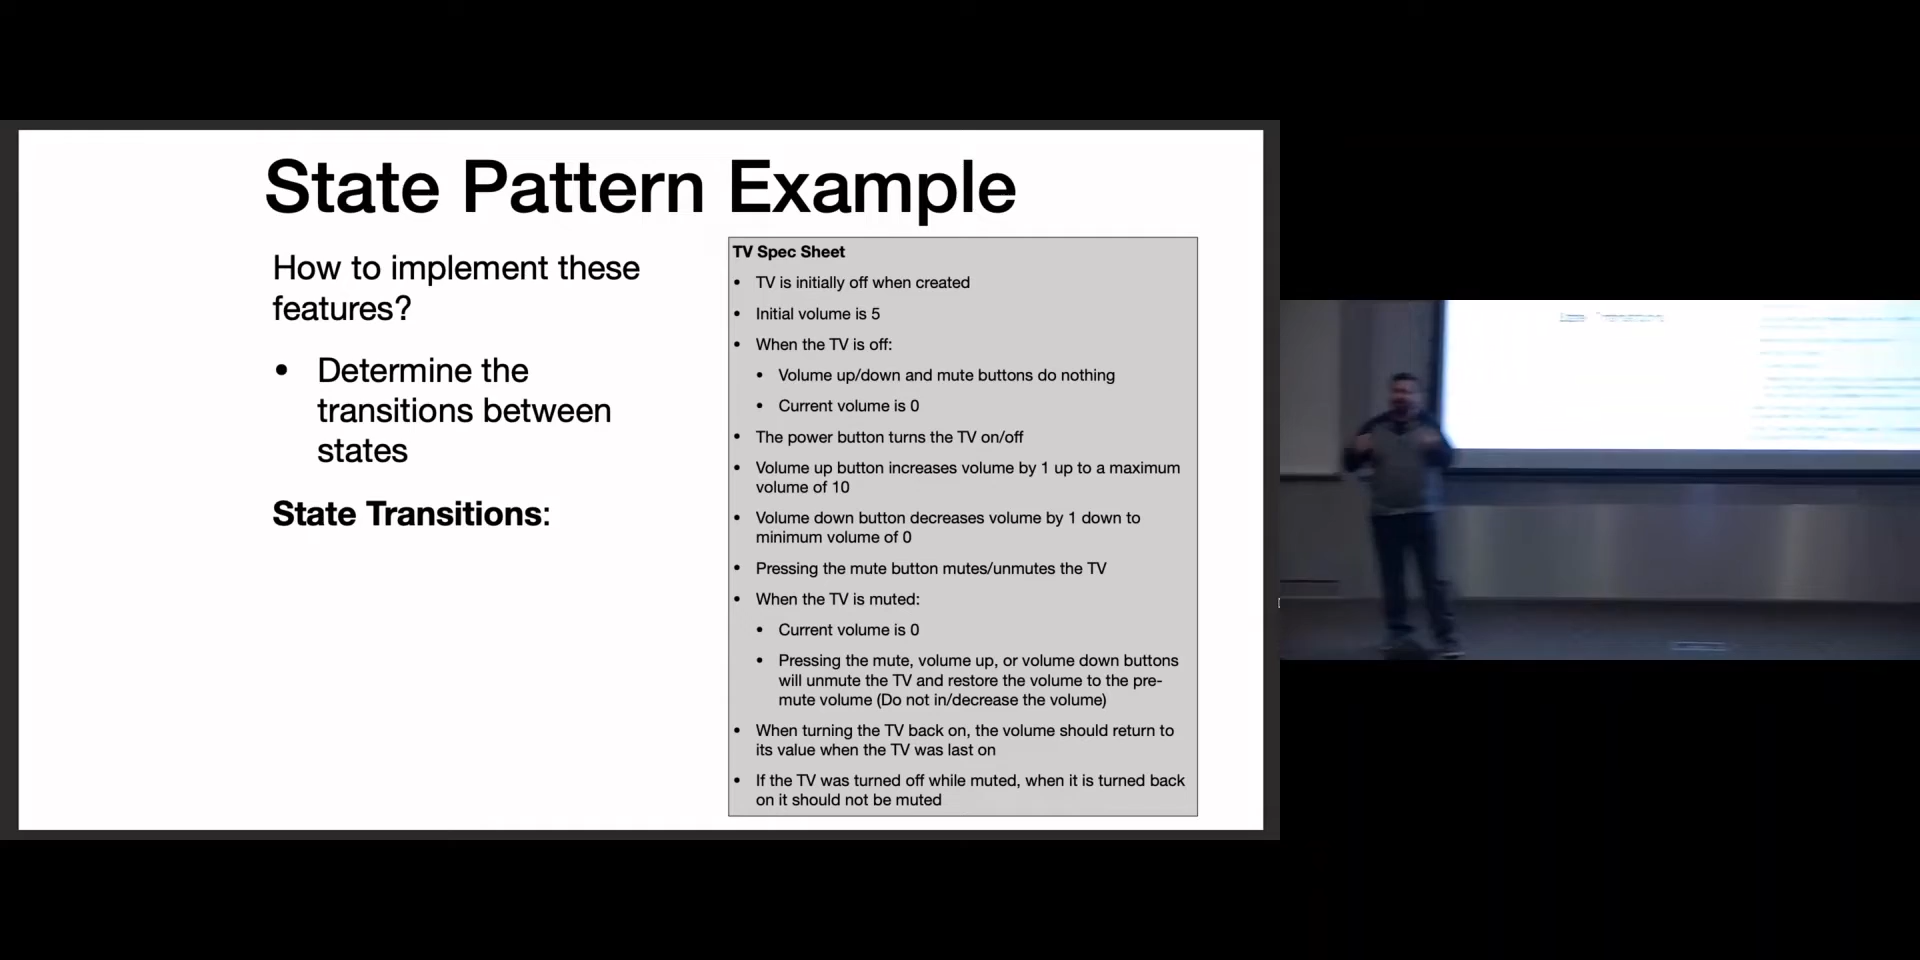 State Pattern Example
How to implement these
features?
• Determine the
transitions between
states
State Transitions:
TV Spec Sheet
• TV is initially off when created
• Initial volume is 5
• When the TV is off:
• Volume up/down and mute buttons do nothing
• Current volume is 0
• The power button turns the TV on/off
• Volume up button increases volume by 1 up to a maximum
volume of 10
• Volume down button decreases volume by 1 down to
minimum volume of 0
• Pressing the mute button mutes/unmutes the TV
• When the TV is muted:
• Current volume is 0
• Pressing the mute, volume up, or volume down buttons
will unmute the TV and restore the volume to the pre-
mute volume (Do not in/decrease the volume)
• When turning the TV back on, the volume should return to
its value when the TV was last on
• If the TV was turned off while muted, when it is turned back
on it should not be muted